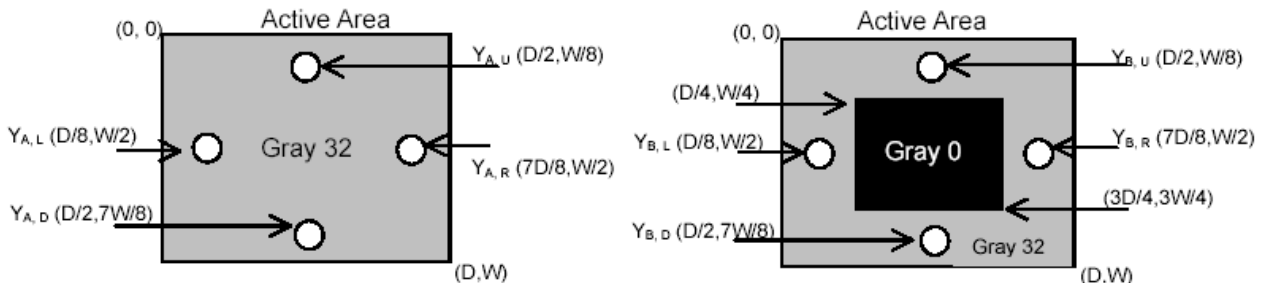 Active Area
(0, 0)
Y A, U (D/2,W/8)
Y A, L (D/8,W/2)
Gray 32
Y A, R (7D/8,W/2)
Y A, D (D/2,7W/8)
(D,W)
Active Area
(0, 0)
Y B, U (D/2,W/8)
(D/4,W/4)
Y B, L (D/8,W/2)
Gray 0
Y B, R (7D/8,W/2)
(3D/4,3W/4)
Y B, D (D/2,7W/8)
Gray 32
(D,W)